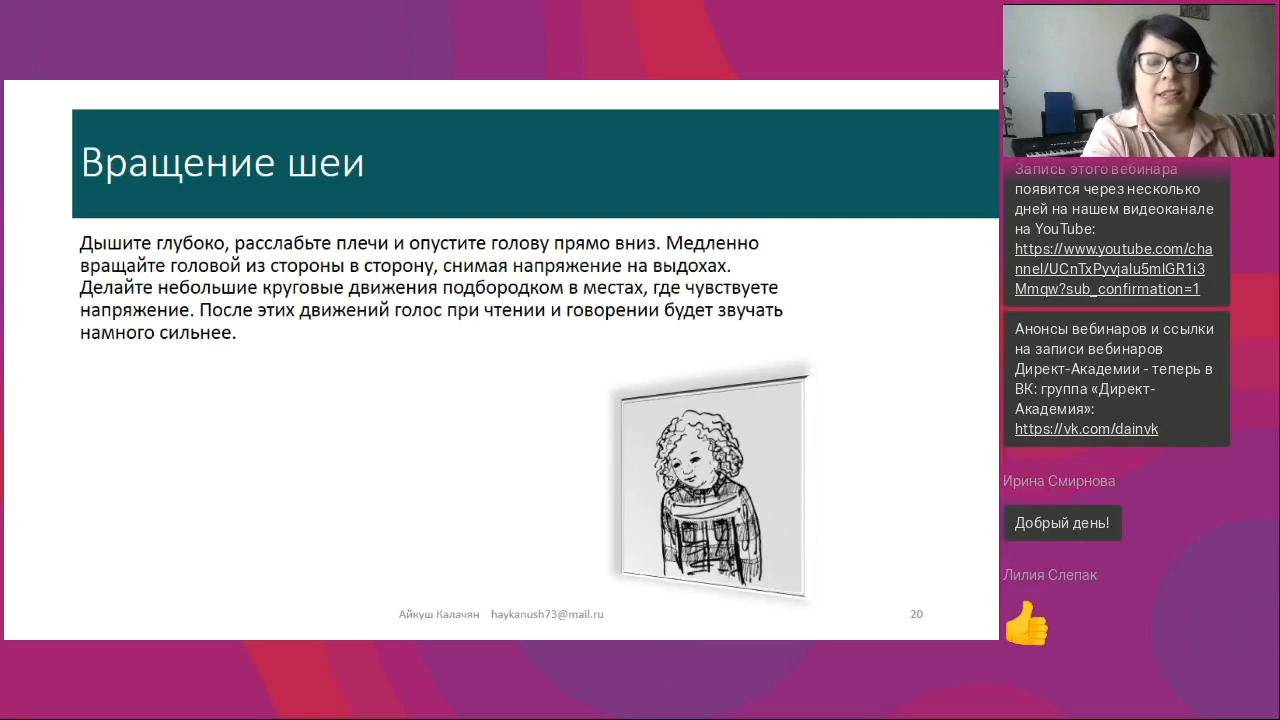 Вращение шеи
Дышите глубоко, расслабьте плечи и опустите голову прямо вниз. Медленно
вращайте головой из стороны в сторону, снимая напряжение на выдохах.
Делайте небольшие круговые движения подбородком в местах, где чувствуете
напряжение. После этих движений голос при чтении и говорении будет звучать
намного сильнее.
Айкуш Калачян haykanush73@mail.ru
20
Запись этого вебинара
появится через несколько
дней на нашем видеоканале
на YouTube:
https://www.youtube.com/cha
nnel/UCnTxPyvjalu5mlGR1i3
Mmqw?sub_confirmation=1
Анонсы вебинаров и ссылки
на записи вебинаров
Директ-Академии - теперь в
ВК: группа «Директ-
Академия»:
https://vk.com/dainvk
Ирина Смирнова
Добрый день!
Лилия Слепак